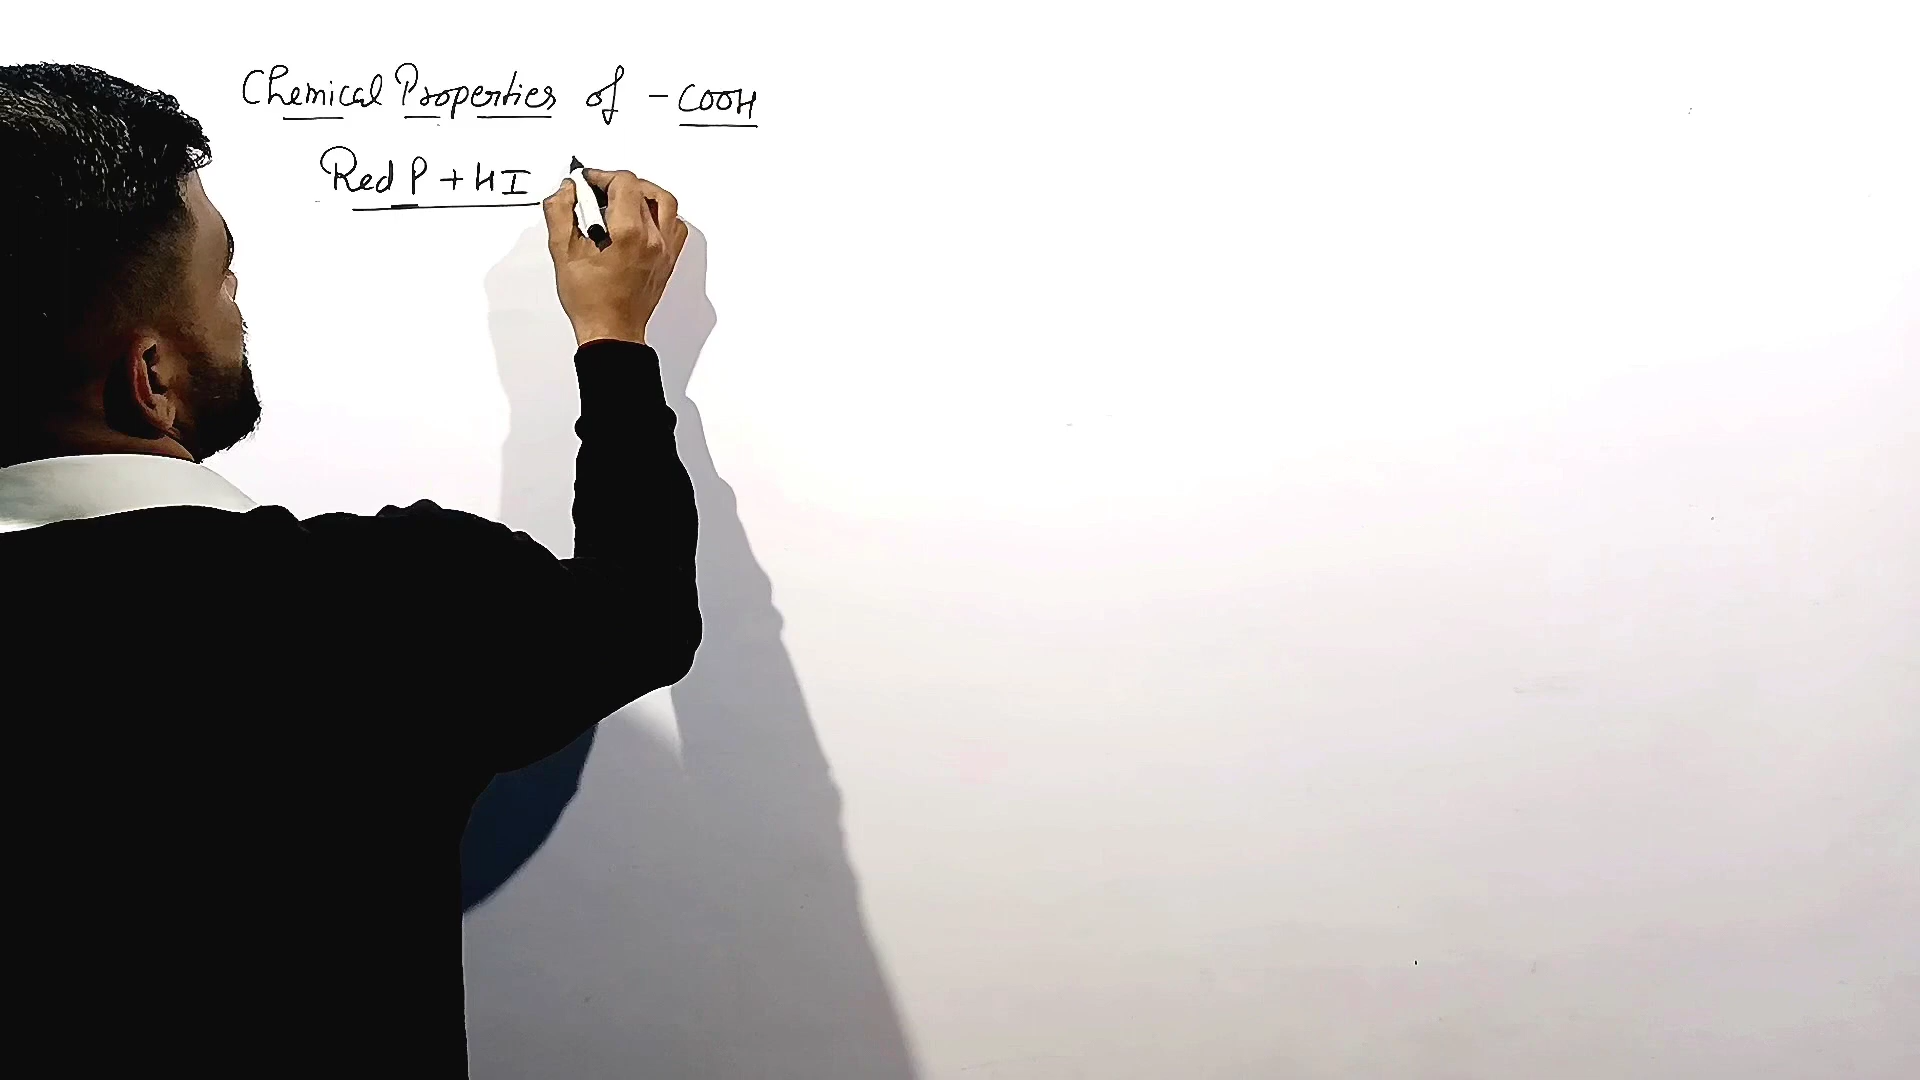 Chemical Properties of -COOH
Red P + HI